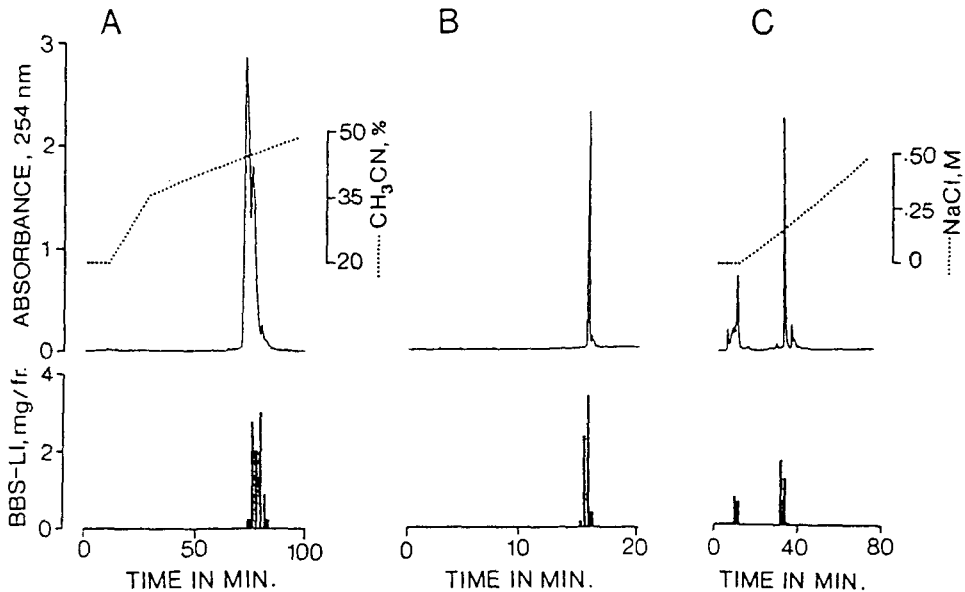 A
B
C
ABSORBANCE, 254 nm
3
2
1
0
50
35
20
CH₃CN, %
.50
.25
0
NaCl, M
BBS-LI, mg/fr.
4
2
0
0 50 100
TIME IN MIN.
0 10 20
TIME IN MIN.
0 40 80
TIME IN MIN.